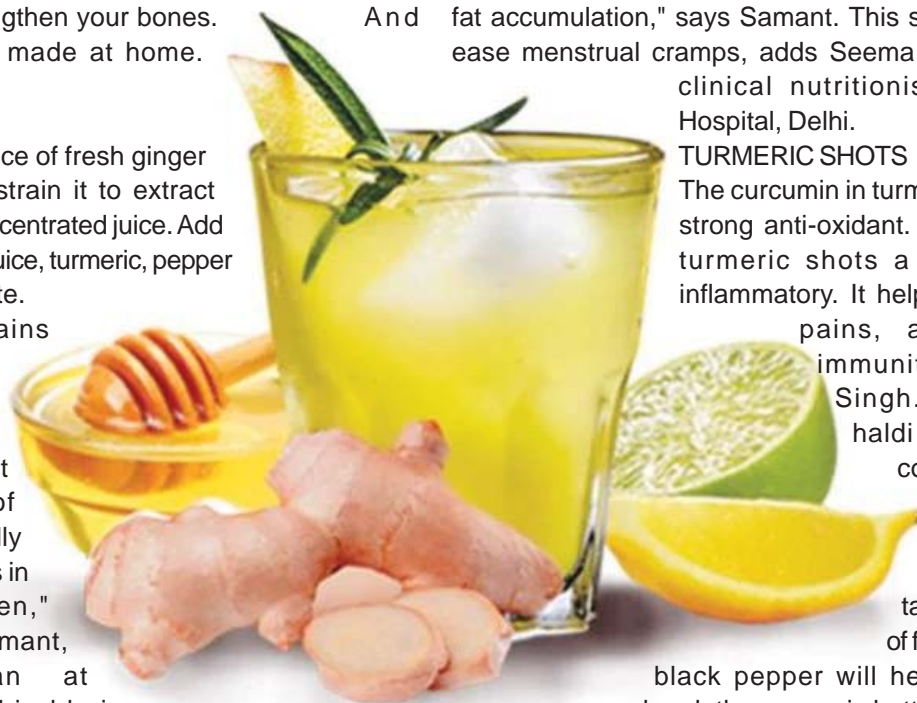 gthen your bones.
made at home.
ce of fresh ginger
strain it to extract
centrated juice. Add
uice, turmeric, pepper
te.
ains
t
of
lly
s in
en,"
mant,
an at
And fat accumulation," says Samant. This s
ease menstrual cramps, adds Seema
clinical nutritionis
Hospital, Delhi.
TURMERIC SHOTS
The curcumin in turm
strong anti-oxidant.
turmeric shots a
inflammatory. It help
pains, a
immunit
Singh.
haldi
co
ta
of f
black pepper will he